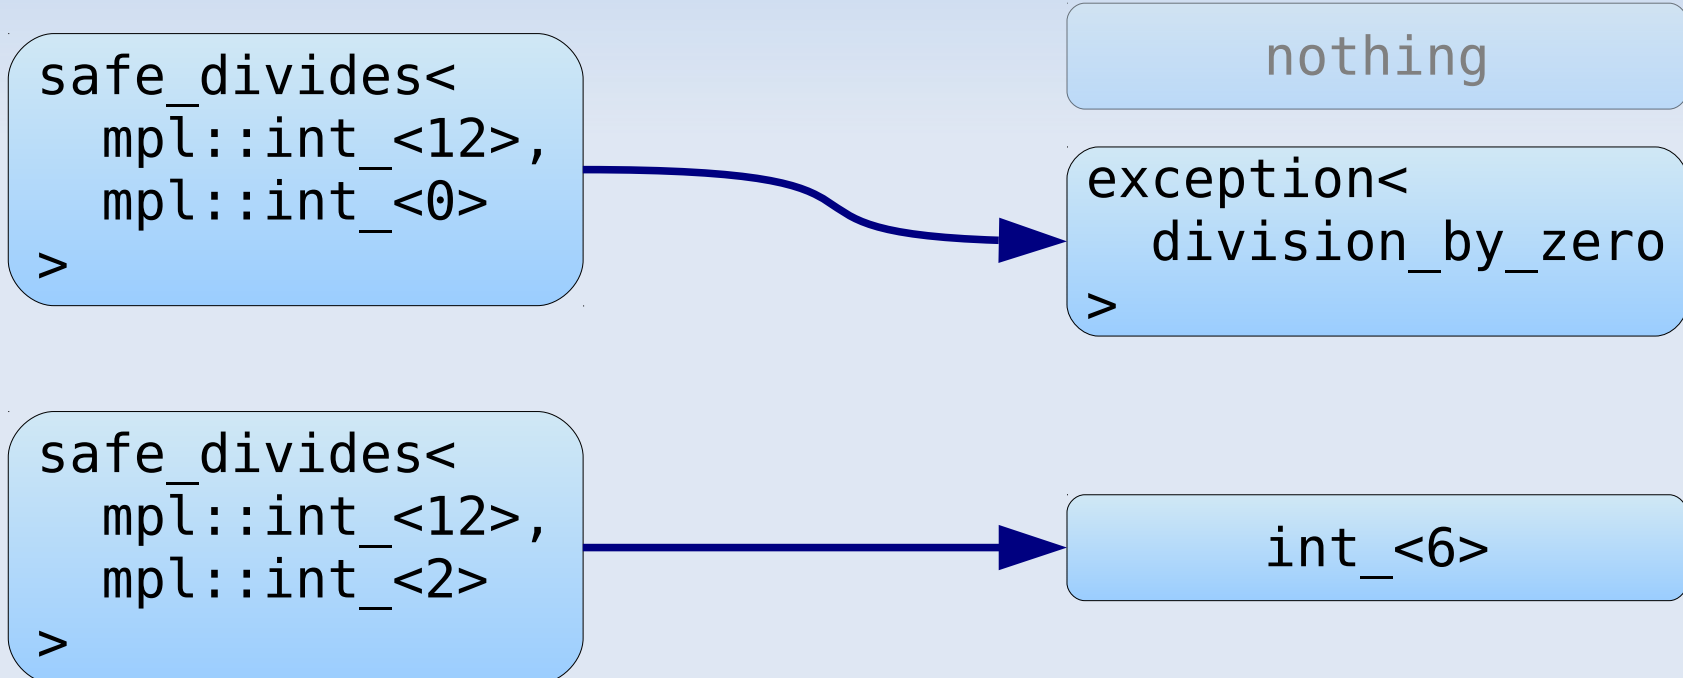 safe_divides<
  mpl::int_<12>,
  mpl::int_<0>
>
nothing
exception<
  division_by_zero
>
safe_divides<
  mpl::int_<12>,
  mpl::int_<2>
>
int_<6>